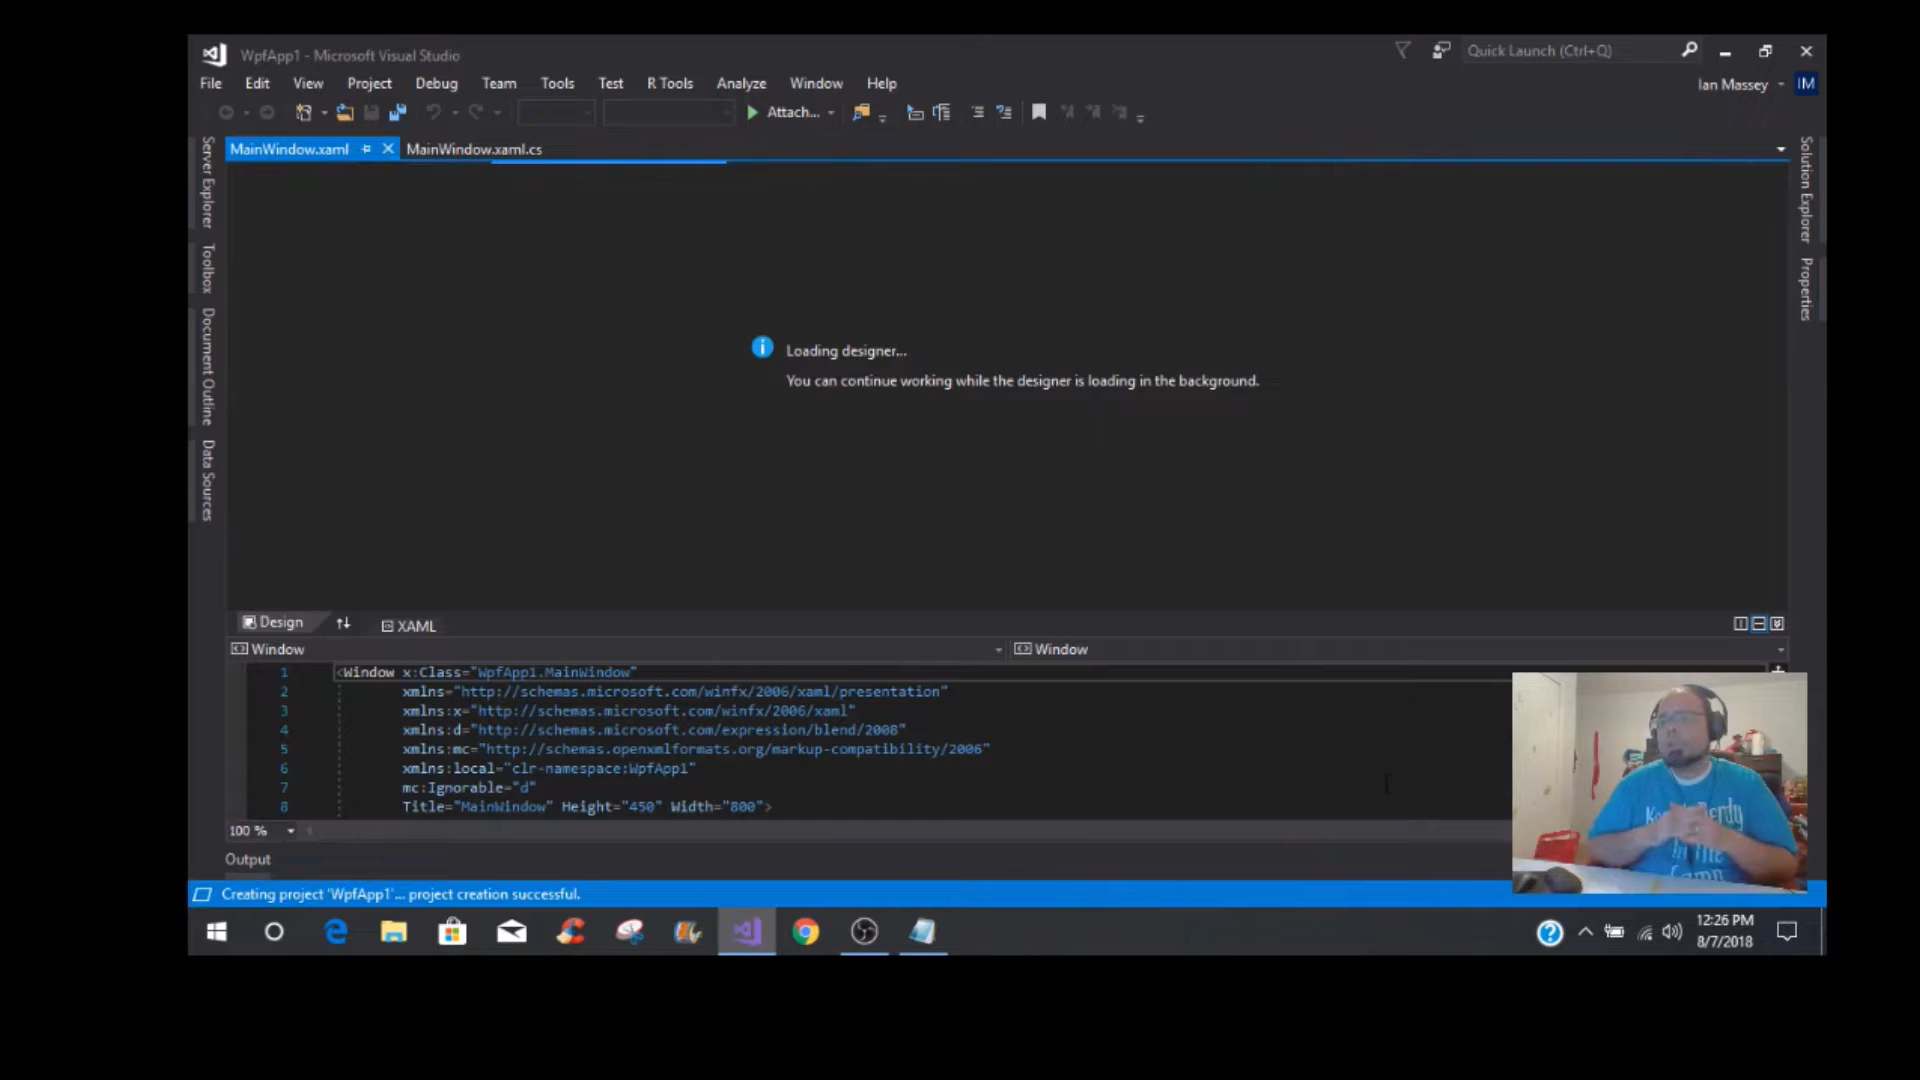 WpfApp1 - Microsoft Visual Studio
Quick Launch (Ctrl+Q)
File Edit View Project Debug Team Tools Test R Tools Analyze Window Help
Ian Massey IM
Attach...
MainWindow.xaml MainWindow.xaml.cs
Server Explorer
Toolbox
Document Outline
Data Sources
Solution Explorer
Properties
Loading designer...
You can continue working while the designer is loading in the background.
Design XAML
Window Window
1 <Window x:Class="WpfApp1.MainWindow"
2 xmlns="http://schemas.microsoft.com/winfx/2006/xaml/presentation"
3 xmlns:x="http://schemas.microsoft.com/winfx/2006/xaml"
4 xmlns:d="http://schemas.microsoft.com/expression/blend/2008"
5 xmlns:mc="http://schemas.openxmlformats.org/markup-compatibility/2006"
6 xmlns:local="clr-namespace:WpfApp1"
7 mc:Ignorable="d"
8 Title="MainWindow" Height="450" Width="800">
100 %
Output
Creating project 'WpfApp1'... project creation successful.
12:26 PM
8/7/2018